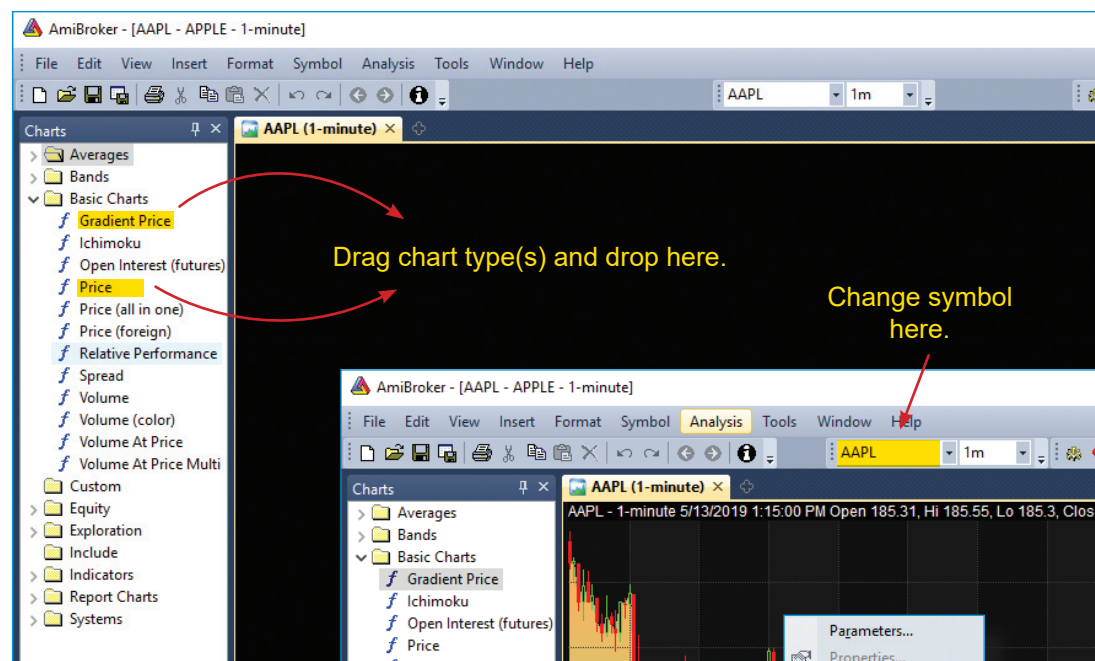 AmiBroker - [AAPL - APPLE - 1-minute]
File Edit View Insert Format Symbol Analysis Tools Window Help
AAPL 1m
Charts
AAPL (1-minute)
Averages
Bands
Basic Charts
Gradient Price
Ichimoku
Open Interest (futures)
Price
Price (all in one)
Price (foreign)
Relative Performance
Spread
Volume
Volume (color)
Volume At Price
Volume At Price Multi
Custom
Equity
Exploration
Include
Indicators
Report Charts
Systems
Drag chart type(s) and drop here.
Change symbol
here.
AmiBroker - [AAPL - APPLE - 1-minute]
File Edit View Insert Format Symbol Analysis Tools Window Help
AAPL 1m
Charts
AAPL (1-minute)
Averages
Bands
Basic Charts
Gradient Price
Ichimoku
Open Interest (futures)
Price
AAPL - 1-minute 5/13/2019 1:15:00 PM Open 185.31, Hi 185.55, Lo 185.3, Clos
Parameters...
Properties...